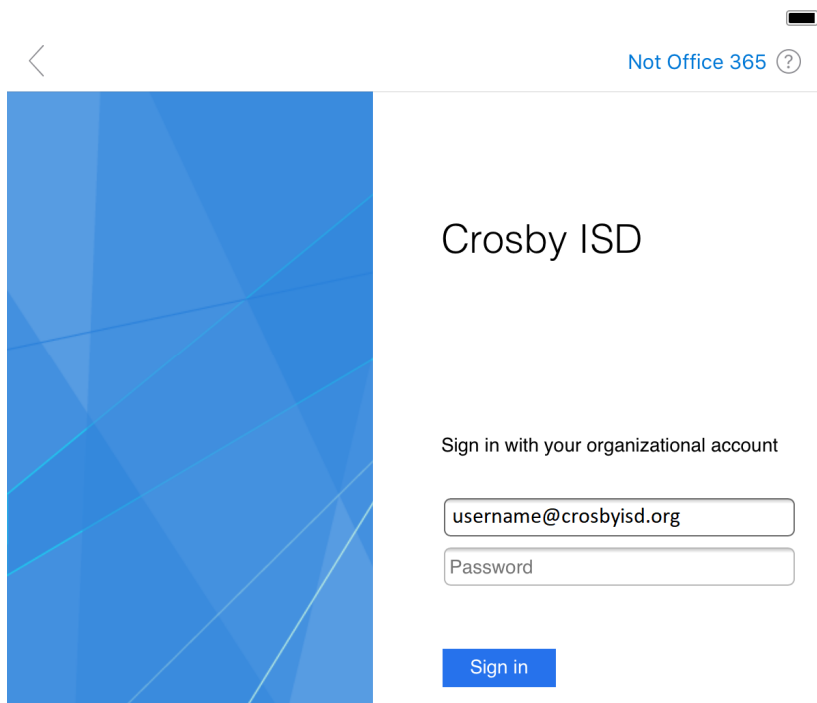 Not Office 365 ?
Crosby ISD
Sign in with your organizational account
username@crosbyisd.org
Password
Sign in